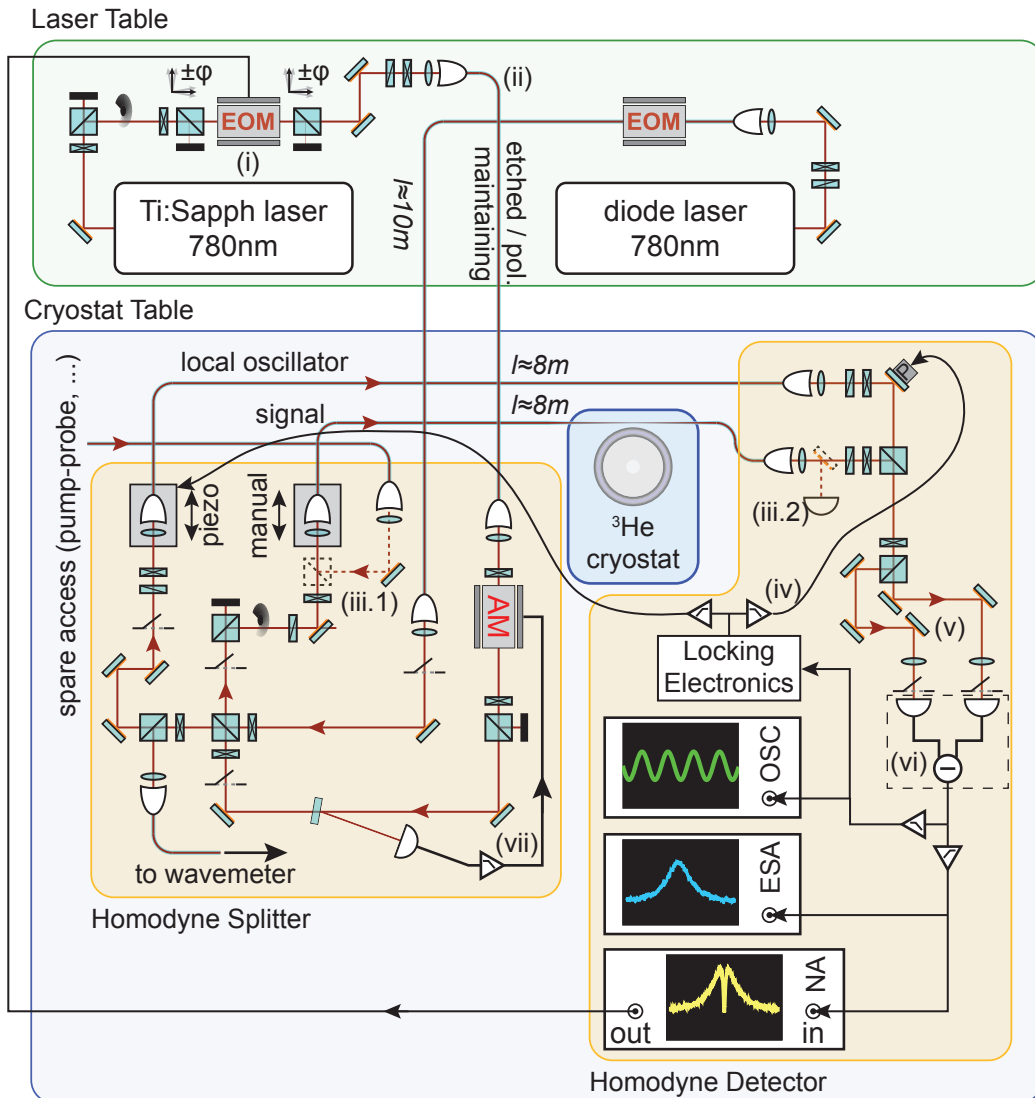 Laser Table
±φ
±φ
EOM
(i)
(ii)
EOM
etched / pol.
maintaining
l≈10m
Ti:Sapph laser
780nm
diode laser
780nm
Cryostat Table
spare access (pump-probe, ...)
local oscillator
l≈8m
signal
l≈8m
P
piezo
manual
(iii.1)
(iii.2)
³He
cryostat
AM
(iv)
(v)
Locking
Electronics
(vi)
OSC
(vii)
to wavemeter
ESA
Homodyne Splitter
NA
out
in
Homodyne Detector